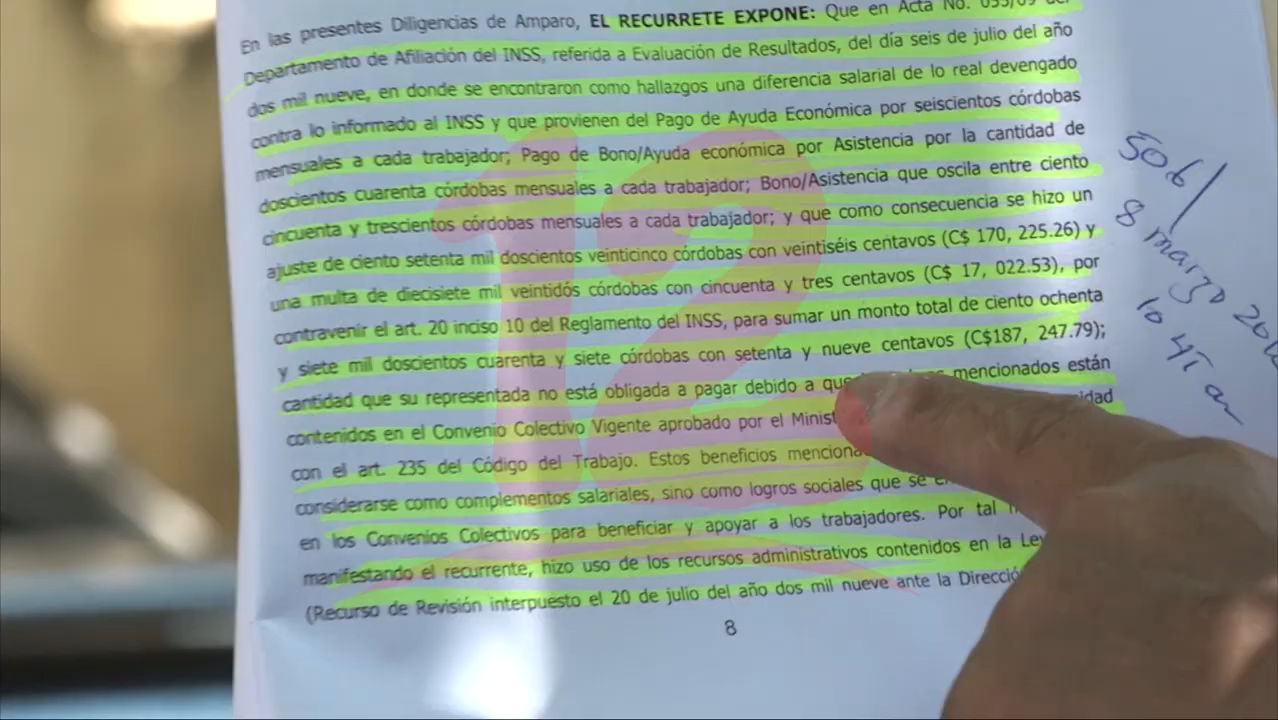 En las presentes Diligencias de Amparo, EL RECURRETE EXPONE: Que en Acta No.
Departamento de Afiliación del INSS, referida a Evaluación de Resultados, del día seis de julio del año
dos mil nueve, en donde se encontraron como hallazgos una diferencia salarial de lo real devengado
contra lo informado al INSS y que provienen del Pago de Ayuda Económica por seiscientos córdobas
mensuales a cada trabajador; Pago de Bono/Ayuda económica por Asistencia por la cantidad de
doscientos cuarenta córdobas mensuales a cada trabajador; Bono/Asistencia que oscila entre ciento
cincuenta y trescientos córdobas mensuales a cada trabajador; y que como consecuencia se hizo un
ajuste de ciento setenta mil doscientos veinticinco córdobas con veintiséis centavos (C$ 170, 225.26) y
una multa de diecisiete mil veintidós córdobas con cincuenta y tres centavos (C$ 17, 022.53), por
contravenir el art. 20 inciso 10 del Reglamento del INSS, para sumar un monto total de ciento ochenta
y siete mil doscientos cuarenta y siete córdobas con setenta y nueve centavos (C$187, 247.79);
cantidad que su representada no está obligada a pagar debido a que mencionados están
contenidos en el Convenio Colectivo Vigente aprobado por el Minist
con el art. 235 del Código del Trabajo. Estos beneficios menciona
considerarse como complementos salariales, sino como logros sociales que se
en los Convenios Colectivos para beneficiar y apoyar a los trabajadores. Por tal
manifestando el recurrente, hizo uso de los recursos administrativos contenidos en la Ley
(Recurso de Revisión interpuesto el 20 de julio del año dos mil nueve ante la Direcció
8
12
8 marzo
10 45 a